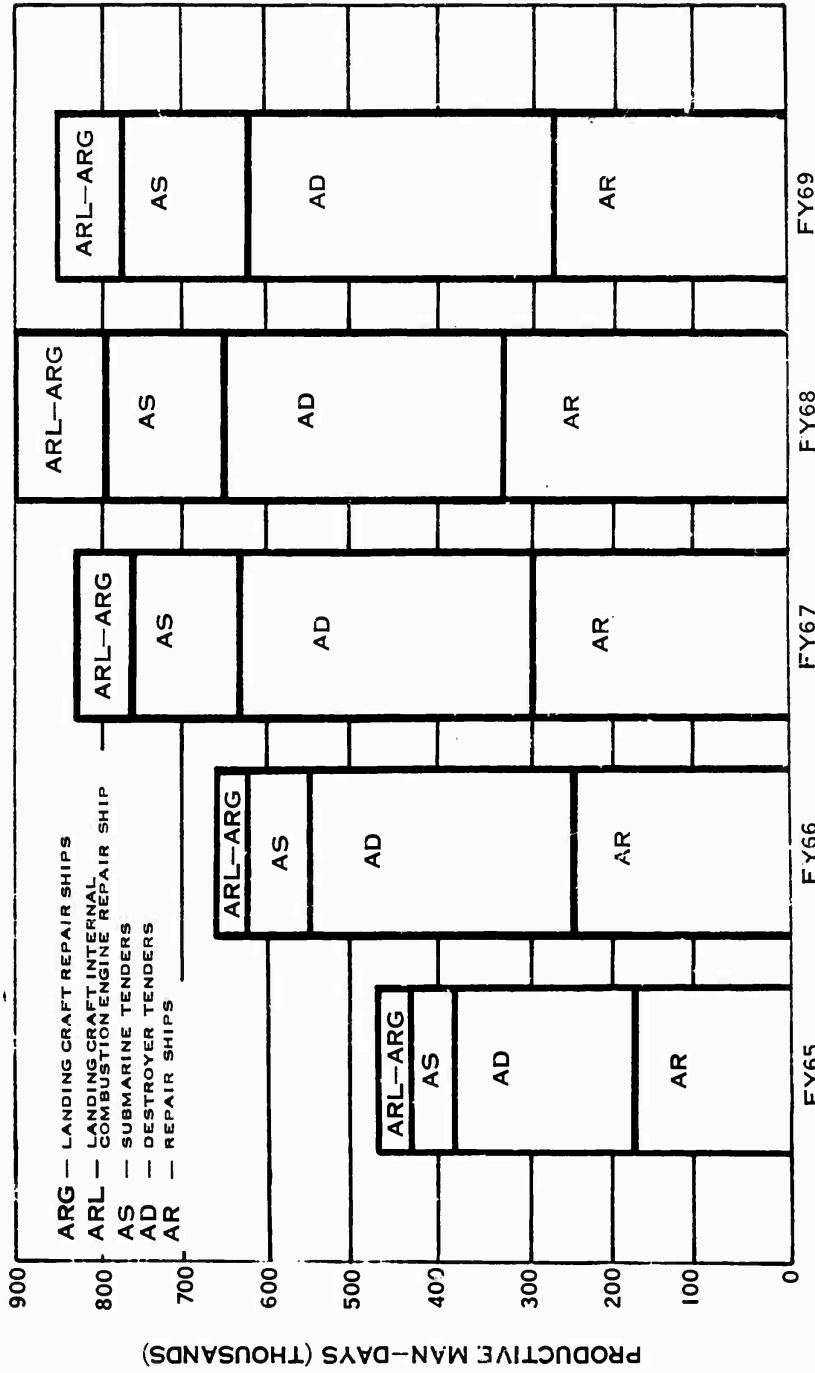 PRODUCTIVE MAN-DAYS (THOUSANDS)
900
800
700
600
500
400
300
200
100
0
ARG — LANDING CRAFT REPAIR SHIPS
ARL — LANDING CRAFT INTERNAL
COMBUSTION ENGINE REPAIR SHIP
AS — SUBMARINE TENDERS
AD — DESTROYER TENDERS
AR — REPAIR SHIPS
ARL-ARG
AS
AD
AR
FY65
ARL-ARG
AS
AD
AR
FY66
ARL-ARG
AS
AD
AR
FY67
ARL-ARG
AS
AD
AR
FY68
ARL-ARG
AS
AD
AR
FY69